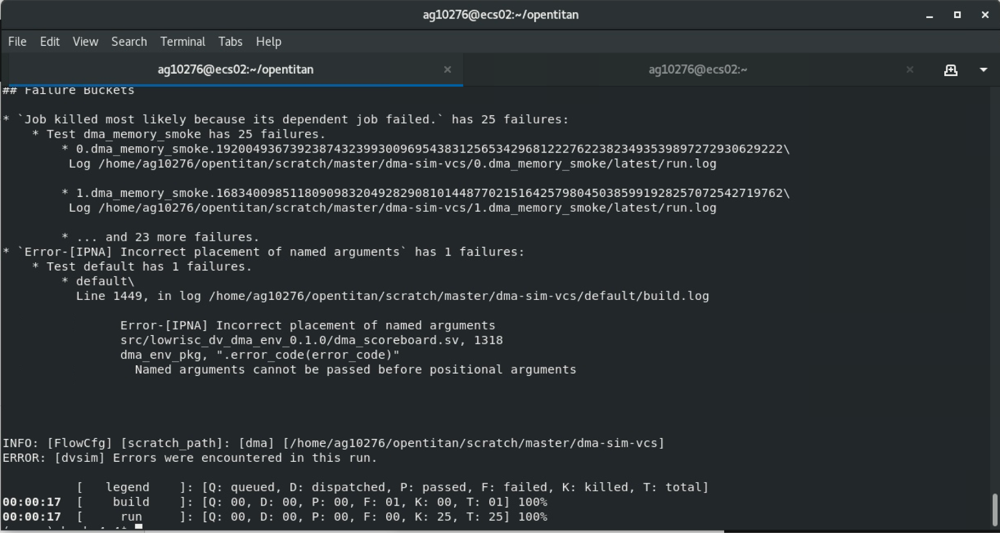 ag10276@ecs02:~/opentitan
File Edit View Search Terminal Tabs Help
ag10276@ecs02:~/opentitan ag10276@ecs02:~
## Failure Buckets
* `Job killed most likely because its dependent job failed.` has 25 failures:
* Test dma_memory_smoke has 25 failures.
* 0.dma_memory_smoke.19200493673923874323993009695438312565342968122276223823493539897272930629222\
Log /home/ag10276/opentitan/scratch/master/dma-sim-vcs/0.dma_memory_smoke/latest/run.log
* 1.dma_memory_smoke.16834009851180909832049282908101448770215164257980450385991928257072542719762\
Log /home/ag10276/opentitan/scratch/master/dma-sim-vcs/1.dma_memory_smoke/latest/run.log
* ... and 23 more failures.
* `Error-[IPNA] Incorrect placement of named arguments` has 1 failures:
* Test default has 1 failures.
* default\
Line 1449, in log /home/ag10276/opentitan/scratch/master/dma-sim-vcs/default/build.log
Error-[IPNA] Incorrect placement of named arguments
src/lowrisc_dv_dma_env_0.1.0/dma_scoreboard.sv, 1318
dma_env_pkg, ".error_code(error_code)"
Named arguments cannot be passed before positional arguments
INFO: [FlowCfg] [scratch_path]: [dma] [/home/ag10276/opentitan/scratch/master/dma-sim-vcs]
ERROR: [dvsim] Errors were encountered in this run.
[ legend ]: [Q: queued, D: dispatched, P: passed, F: failed, K: killed, T: total]
00:00:17 [ build ]: [Q: 00, D: 00, P: 00, F: 01, K: 00, T: 01] 100%
00:00:17 [ run ]: [Q: 00, D: 00, P: 00, F: 00, K: 25, T: 25] 100%